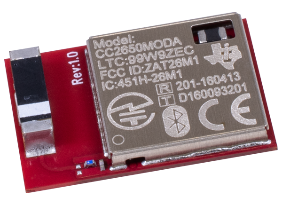 Rev:1.0
Model:
CC2650MODA
LTC:99W9ZEC
FCC ID:ZAT26M1
IC:451H-26M1
R 201-160413
T D160093201